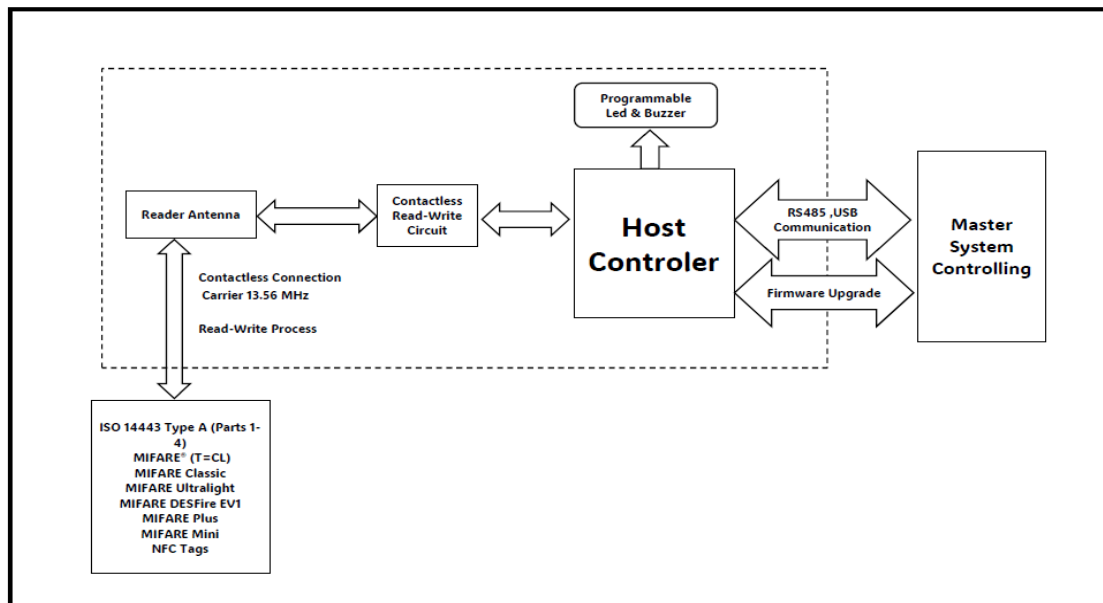 Programmable
Led & Buzzer
Reader Antenna
Contactless
Read-Write
Circuit
Host
Controler
RS485 ,USB
Communication
Firmware Upgrade
Master
System
Controlling
Contactless Connection
Carrier 13.56 MHz
Read-Write Process
ISO 14443 Type A (Parts 1-
4)
MIFARE® (T=CL)
MIFARE Classic
MIFARE Ultralight
MIFARE DESFire EV1
MIFARE Plus
MIFARE Mini
NFC Tags